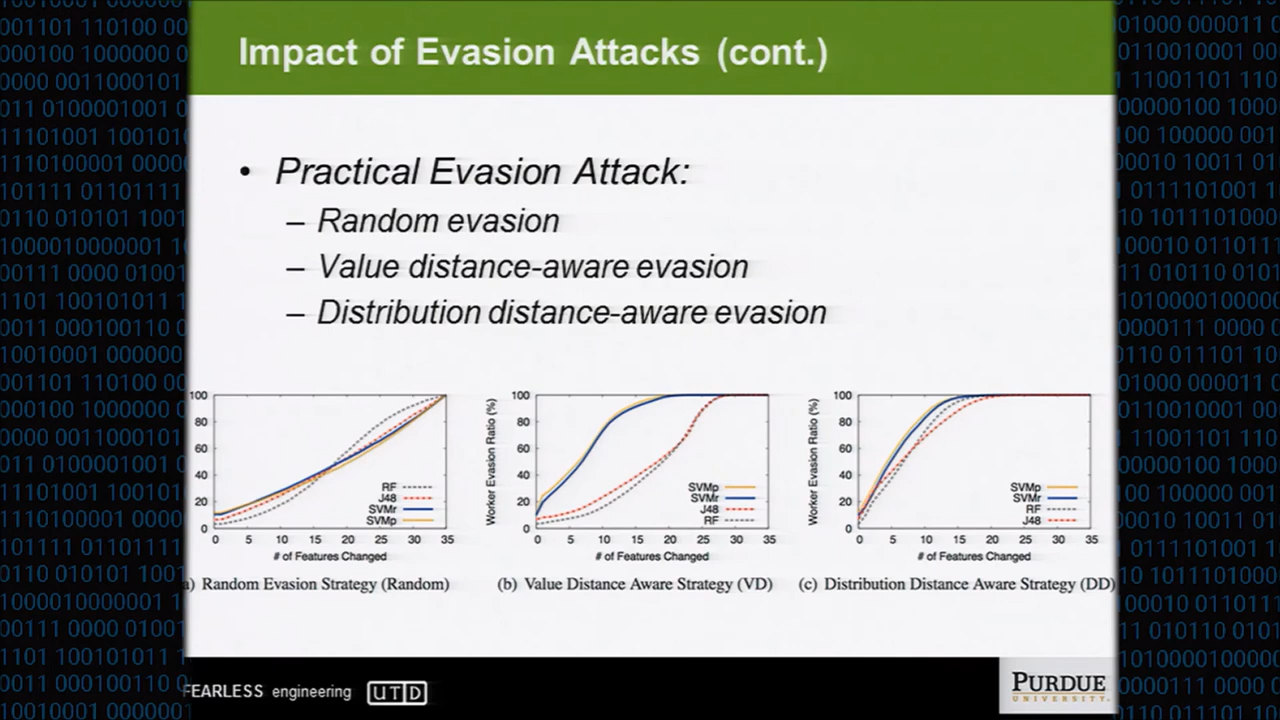 Impact of Evasion Attacks (cont.)
• Practical Evasion Attack:
– Random evasion
– Value distance-aware evasion
– Distribution distance-aware evasion
100
80
60
40
20
0
0 5 10 15 20 25 30 35
# of Features Changed
RF
J48
SVMr
SVMp
a) Random Evasion Strategy (Random)
Worker Evasion Ratio (%)
100
80
60
40
20
0
0 5 10 15 20 25 30 35
# of Features Changed
SVMp
SVMr
J48
RF
(b) Value Distance Aware Strategy (VD)
Worker Evasion Ratio (%)
100
80
60
40
20
0
0 5 10 15 20 25 30 35
# of Features Changed
SVMp
SVMr
RF
J48
(c) Distribution Distance Aware Strategy (DD)
FEARLESS engineering
UTD
PURDUE
UNIVERSITY